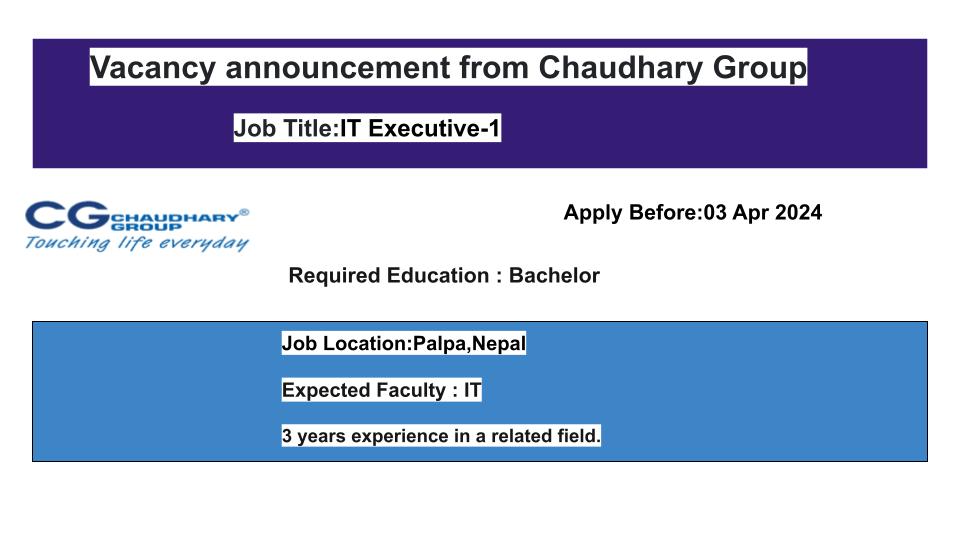 Vacancy announcement from Chaudhary Group
Job Title:IT Executive-1
CG CHAUDHARY GROUP®
Touching life everyday
Apply Before:03 Apr 2024
Required Education : Bachelor
Job Location:Palpa,Nepal
Expected Faculty : IT
3 years experience in a related field.